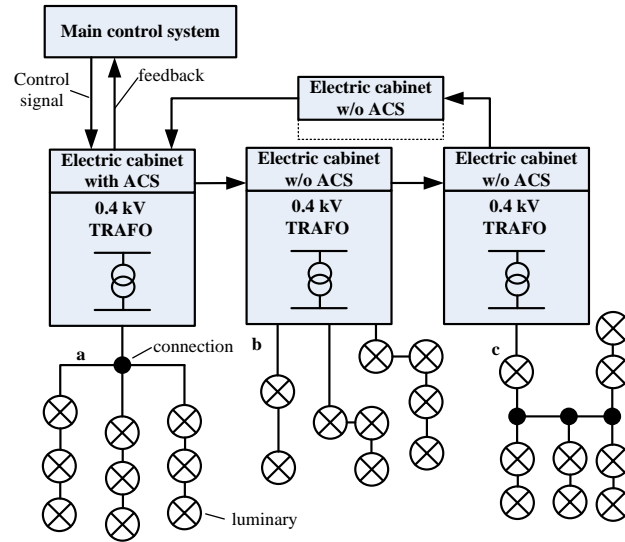 Main control system
Control
signal
feedback
Electric cabinet
w/o ACS
Electric cabinet
with ACS
Electric cabinet
w/o ACS
Electric cabinet
w/o ACS
0.4 kV
TRAFO
0.4 kV
TRAFO
0.4 kV
TRAFO
a
connection
b
c
luminary